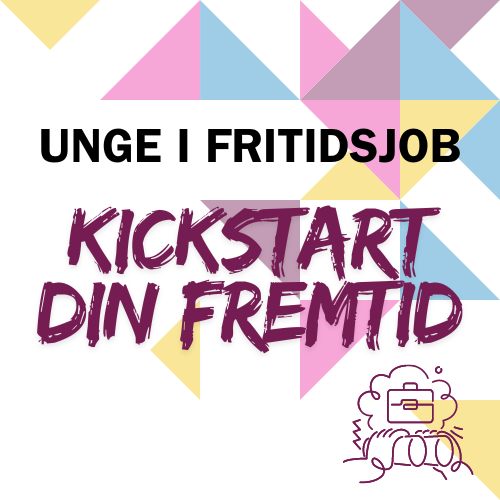 UNGE I FRITIDSJOB
KICKSTART
DIN FREMTID